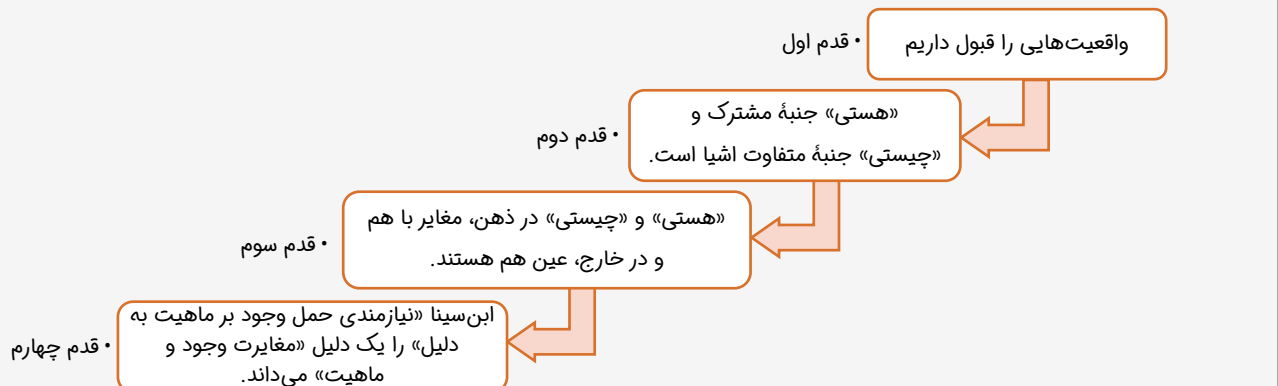 واقعیت‌هایی را قبول داریم
• قدم اول
«هستی» جنبهٔ مشترک و
«چیستی» جنبهٔ متفاوت اشیا است.
• قدم دوم
«هستی» و «چیستی» در ذهن، مغایر با هم
و در خارج، عین هم هستند.
• قدم سوم
ابن‌سینا «نیازمندی حمل وجود بر ماهیت به
دلیل» را یک دلیل «مغایرت وجود و
ماهیت» می‌داند.
• قدم چهارم